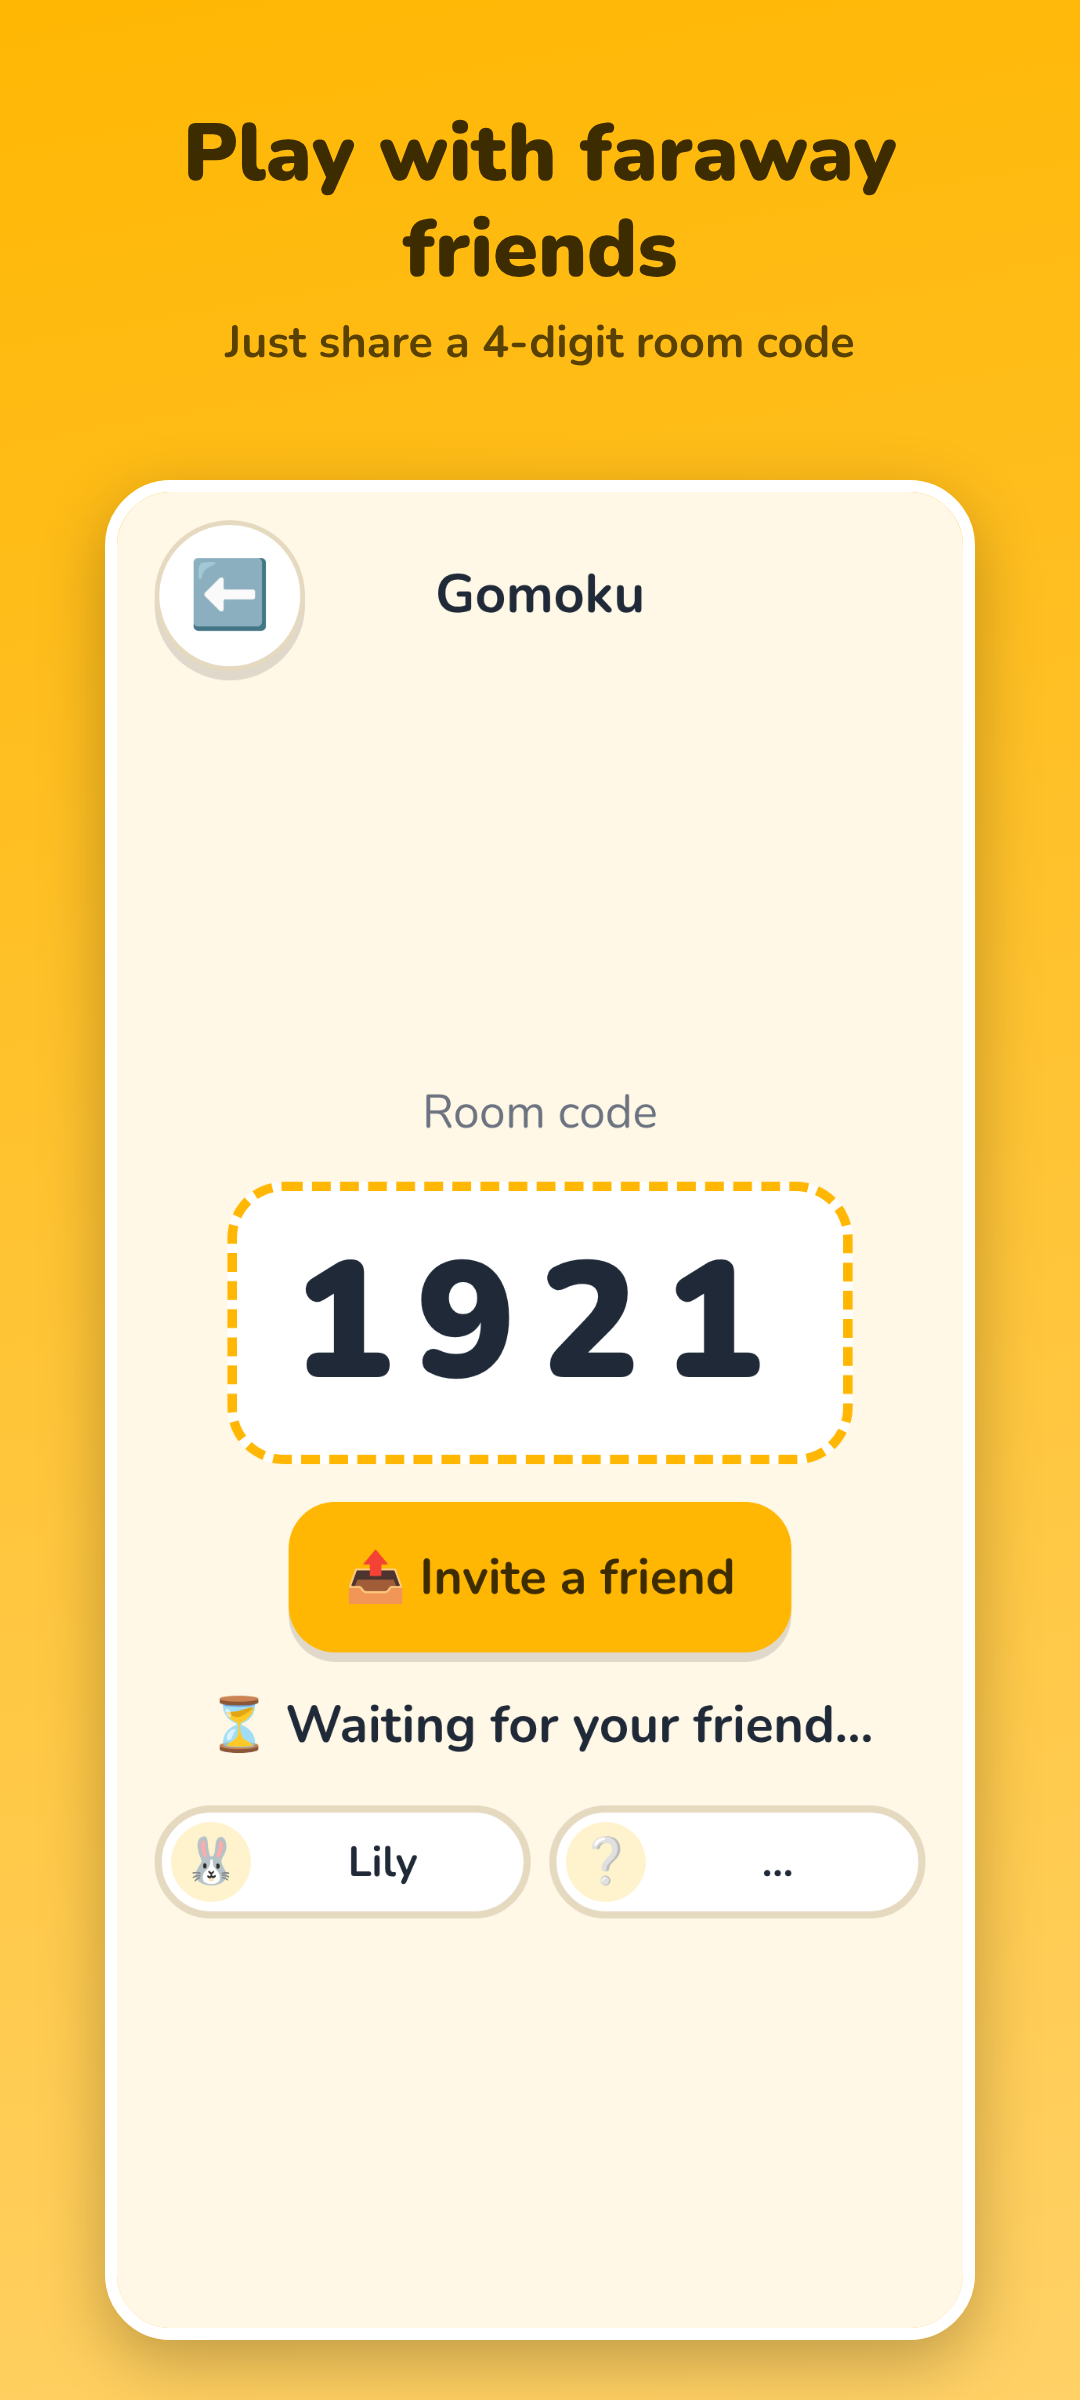 Play with faraway
friends
Just share a 4-digit room code
Gomoku
Room code
1921
Invite a friend
Waiting for your friend...
Lily
...